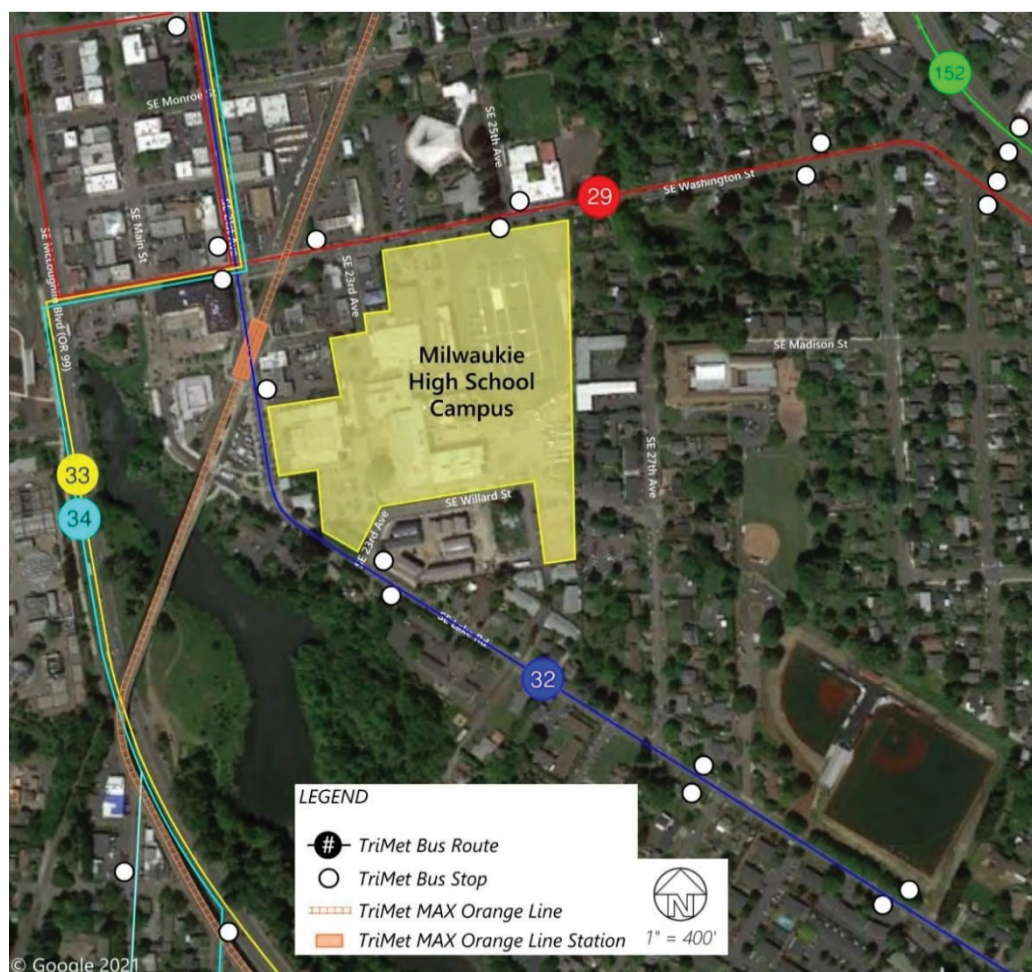 152
SE Monroe St
SE 25th Ave
SE 21st Ave
SE Main St
29
SE Washington St
SE McLoughlin Blvd (OR 99)
SE 23rd Ave
SE Madison St
Milwaukie
High School
Campus
SE 27th Ave
33
34
SE Willard St
SE 23rd Ave
SE Lake Rd
32
LEGEND
# TriMet Bus Route
TriMet Bus Stop
TriMet MAX Orange Line
TriMet MAX Orange Line Station
N
1" = 400'
© Google 2021